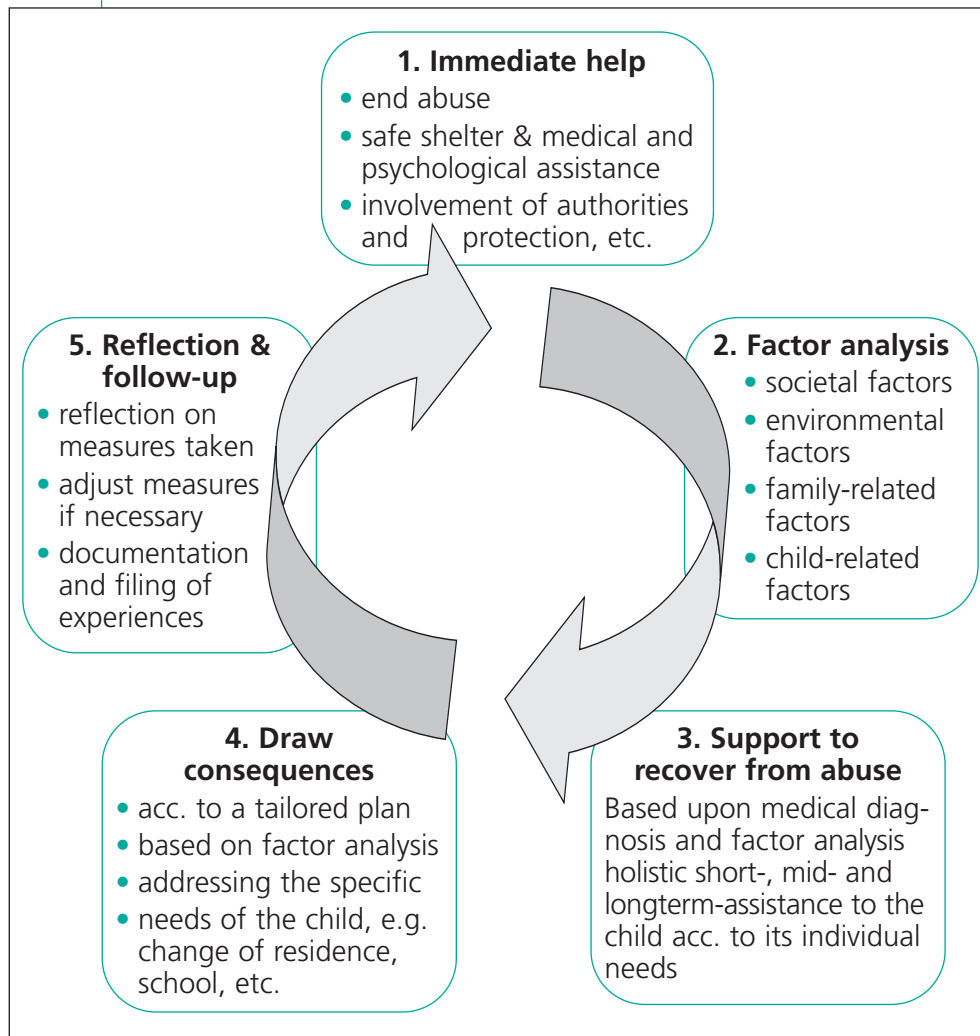 1. Immediate help
• end abuse
• safe shelter & medical and
psychological assistance
• involvement of authorities
and protection, etc.
2. Factor analysis
• societal factors
• environmental
factors
• family-related
factors
• child-related
factors
3. Support to
recover from abuse
Based upon medical diag-
nosis and factor analysis
holistic short-, mid- and
longterm-assistance to the
child acc. to its individual
needs
4. Draw
consequences
• acc. to a tailored plan
• based on factor analysis
• addressing the specific
• needs of the child, e.g.
change of residence,
school, etc.
5. Reflection &
follow-up
• reflection on
measures taken
• adjust measures
if necessary
• documentation
and filing of
experiences